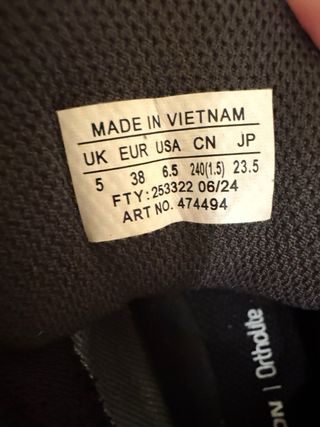 MADE IN VIETNAM
UK EUR USA CN JP
5 38 6.5 240(1.5) 23.5
FTY: 253322 06/24
ART NO. 474494
ON | OrthoLite